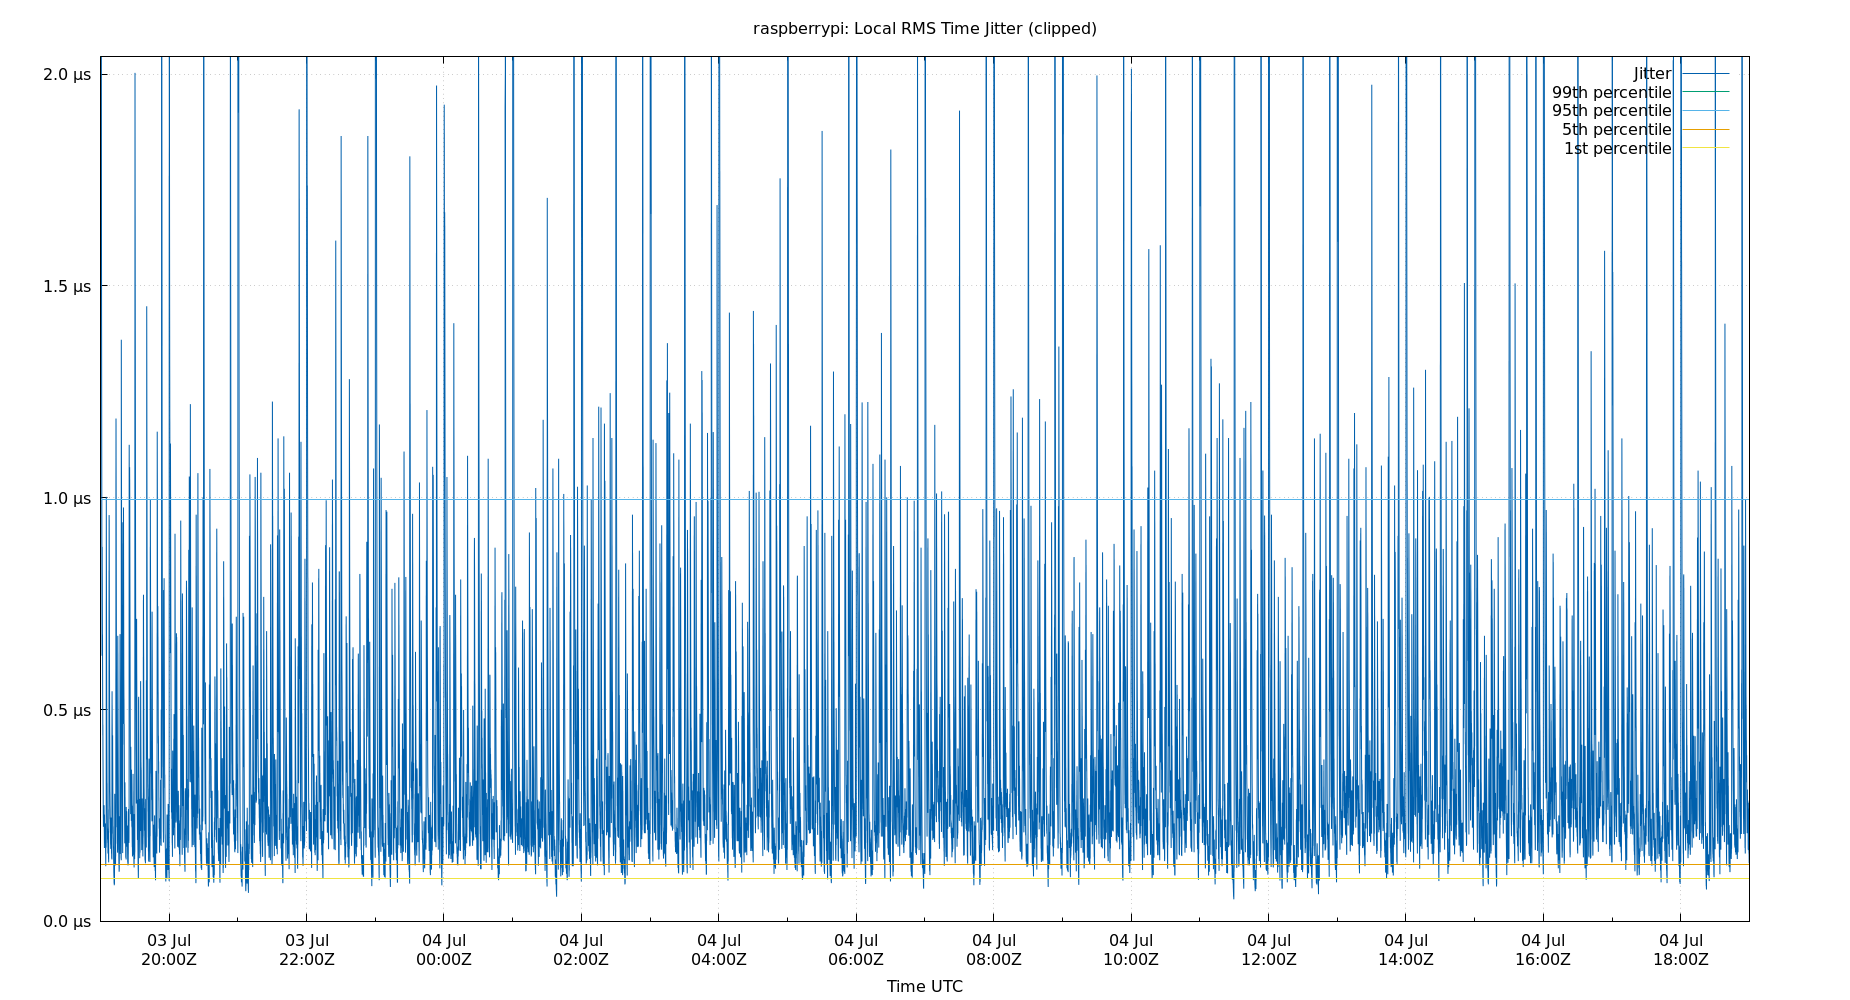 raspberrypi: Local RMS Time Jitter (clipped)
2.0 µs
1.5 µs
1.0 µs
0.5 µs
0.0 µs
Jitter
99th percentile
95th percentile
5th percentile
1st percentile
03 Jul 03 Jul 04 Jul 04 Jul 04 Jul 04 Jul 04 Jul 04 Jul 04 Jul 04 Jul 04 Jul 04 Jul
20:00Z 22:00Z 00:00Z 02:00Z 04:00Z 06:00Z 08:00Z 10:00Z 12:00Z 14:00Z 16:00Z 18:00Z
Time UTC